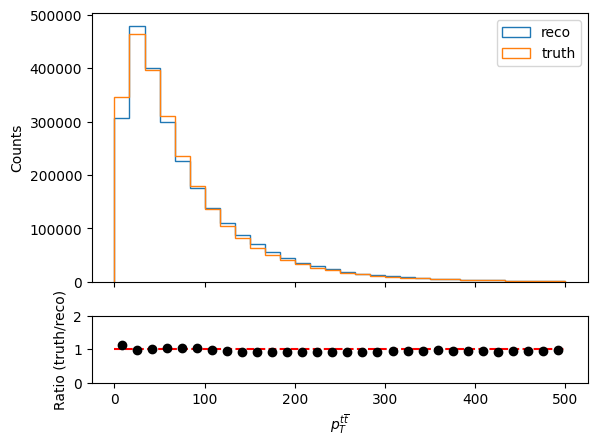 500000
400000
300000
200000
100000
0
Counts
reco
truth
2
1
0
Ratio (truth/reco)
0 100 200 300 400 500
$p_T^{t\overline{t}}$